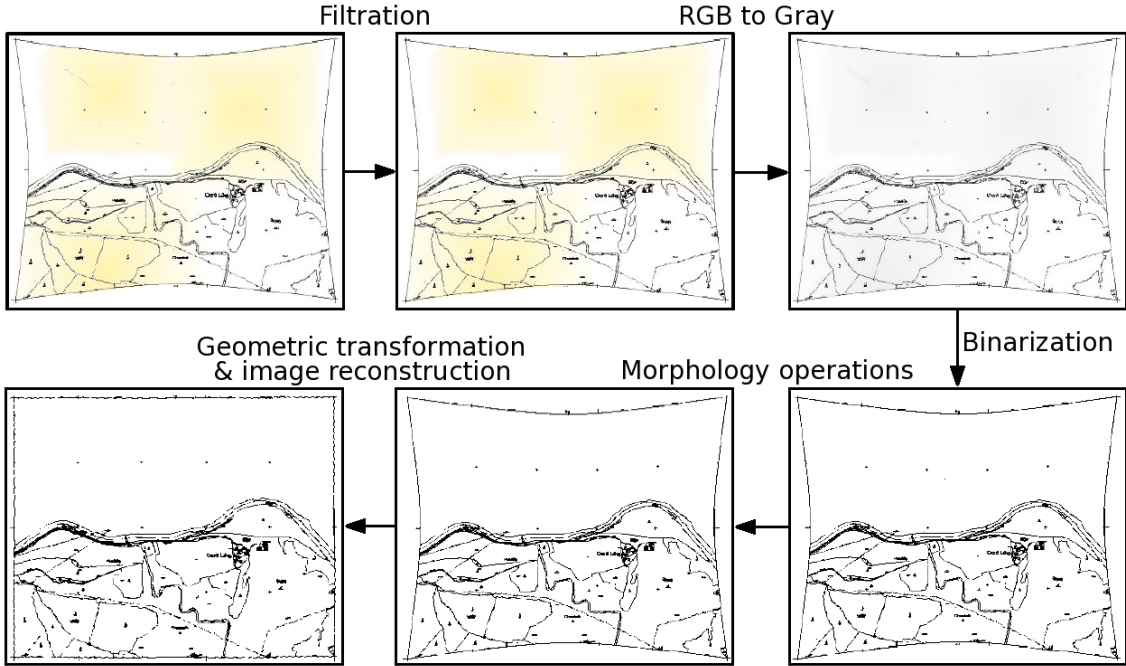 Filtration
RGB to Gray
Binarization
Geometric transformation
& image reconstruction
Morphology operations